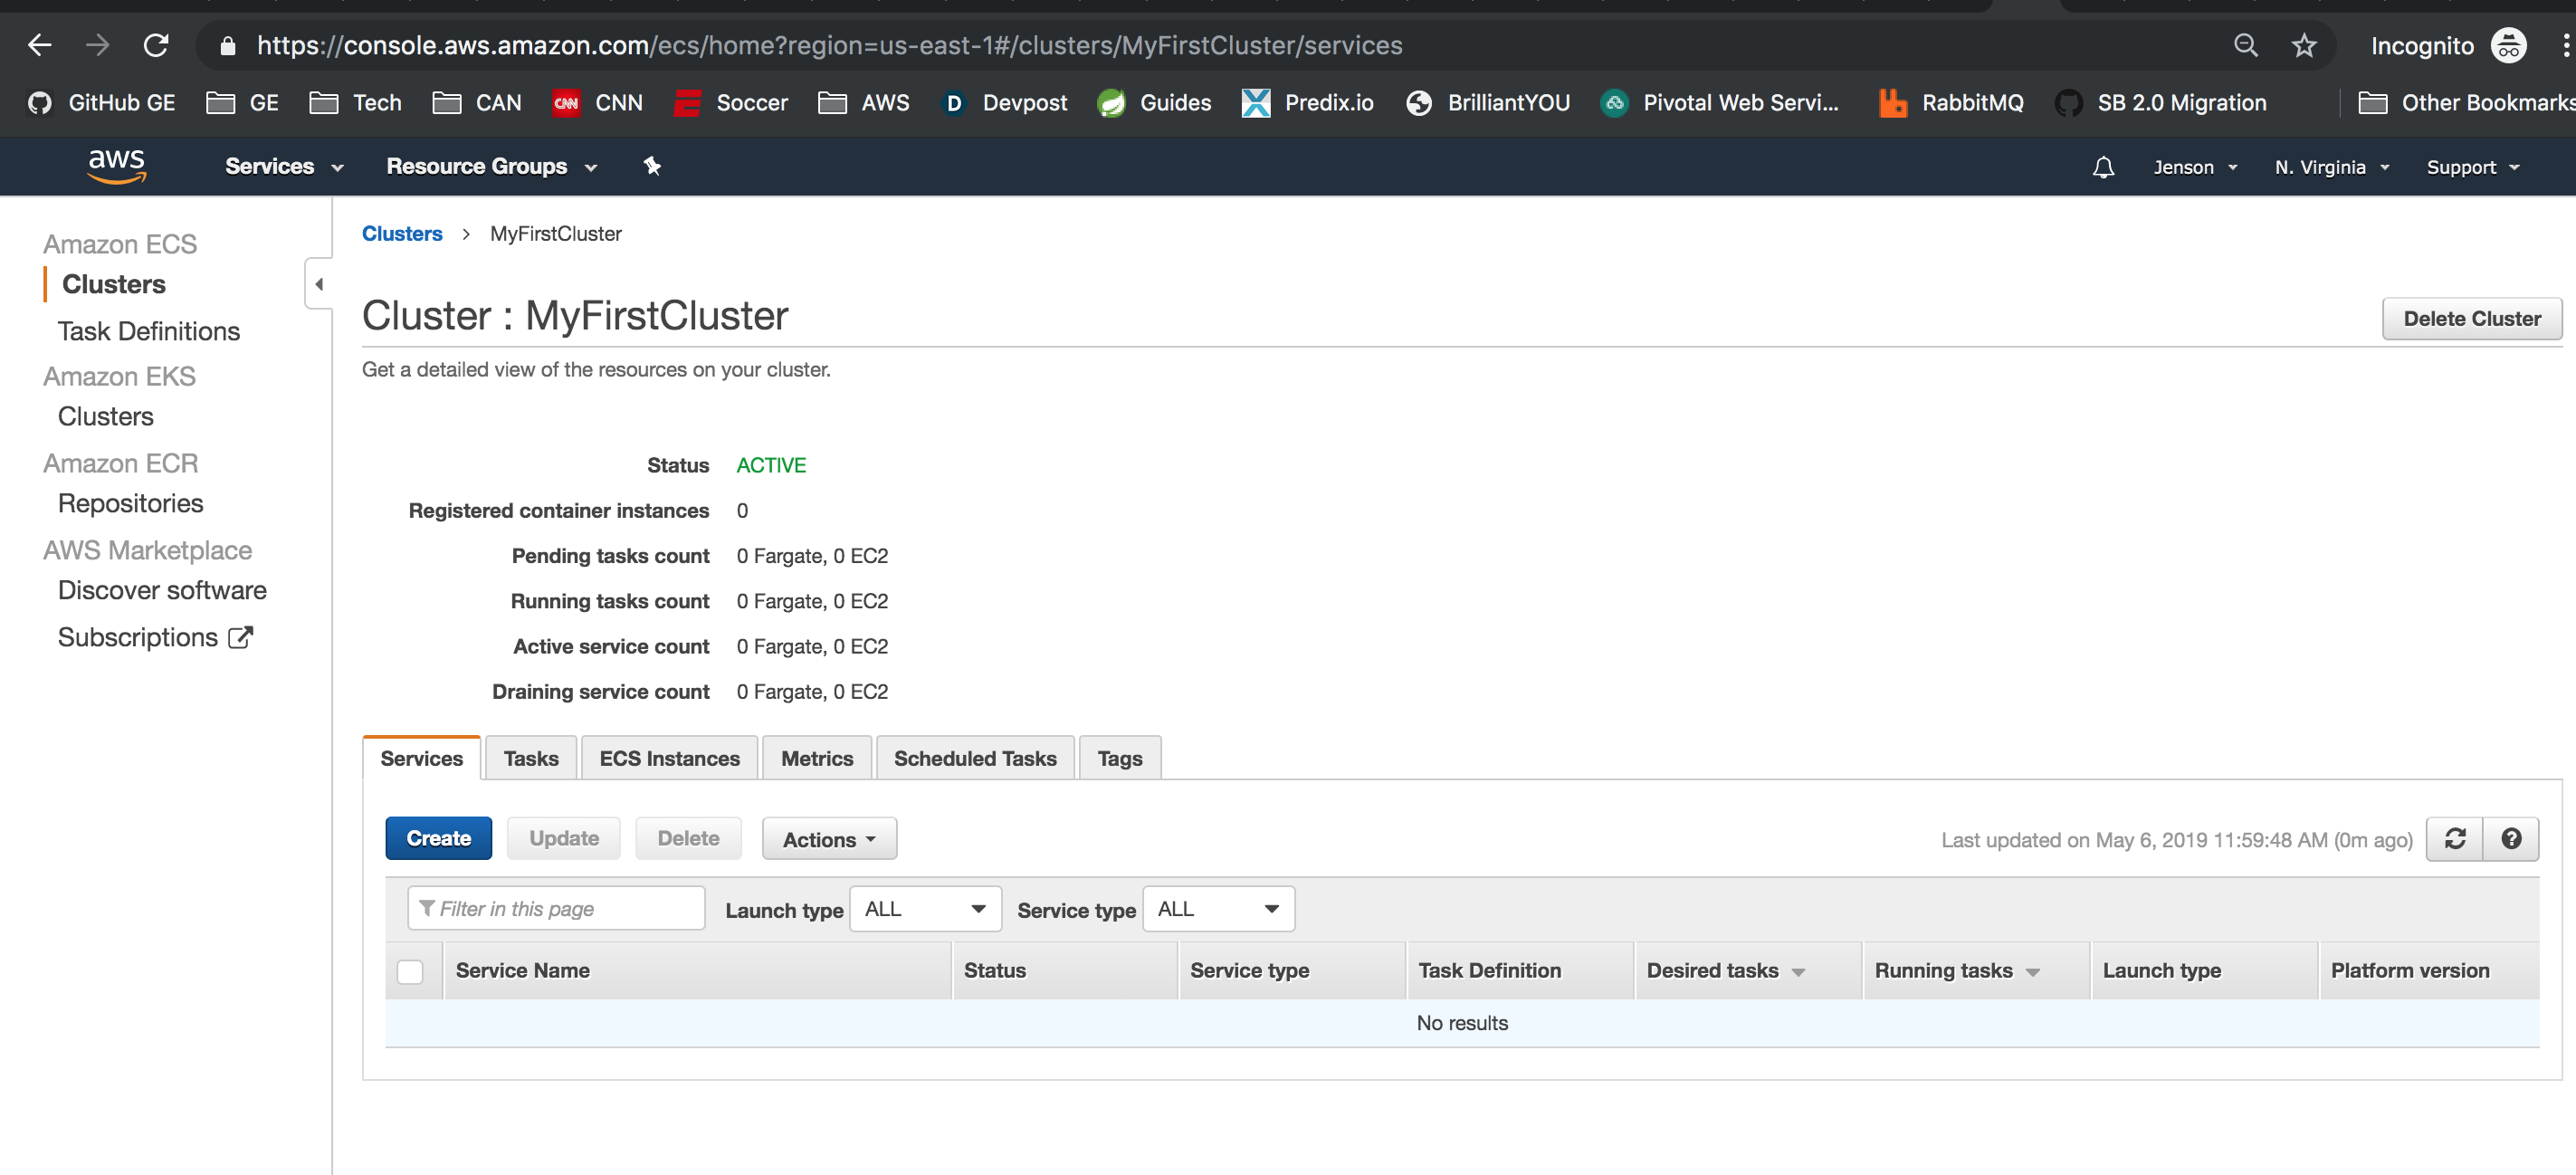 https://console.aws.amazon.com/ecs/home?region=us-east-1#/clusters/MyFirstCluster/services
Incognito
GitHub GE GE Tech CAN CNN CNN Soccer AWS D Devpost Guides Predix.io BrilliantYOU Pivotal Web Servi... RabbitMQ SB 2.0 Migration Other Bookmarks
aws Services Resource Groups Jenson N. Virginia Support
Amazon ECS
Clusters
Task Definitions
Amazon EKS
Clusters
Amazon ECR
Repositories
AWS Marketplace
Discover software
Subscriptions
Clusters > MyFirstCluster
Cluster : MyFirstCluster
Delete Cluster
Get a detailed view of the resources on your cluster.
Status ACTIVE
Registered container instances 0
Pending tasks count 0 Fargate, 0 EC2
Running tasks count 0 Fargate, 0 EC2
Active service count 0 Fargate, 0 EC2
Draining service count 0 Fargate, 0 EC2
Services Tasks ECS Instances Metrics Scheduled Tasks Tags
Create Update Delete Actions Last updated on May 6, 2019 11:59:48 AM (0m ago)
Filter in this page Launch type ALL Service type ALL
Service Name Status Service type Task Definition Desired tasks Running tasks Launch type Platform version
No results